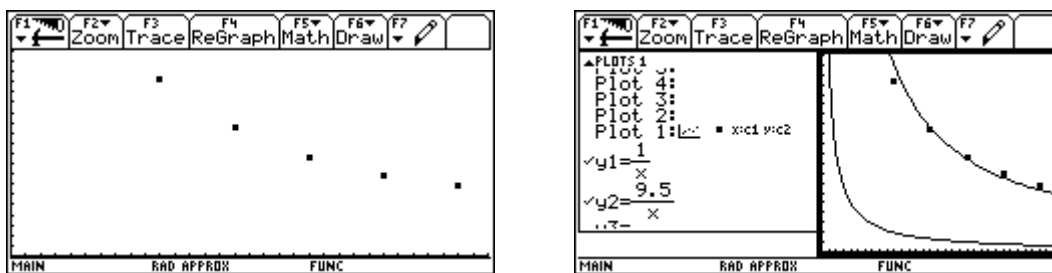 F1 F2 F3 F4 F5 F6 F7
Zoom Trace ReGraph Math Draw
MAIN RAD APPROX FUNC
F1 F2 F3 F4 F5 F6 F7
Zoom Trace ReGraph Math Draw
PLOTS 1
Plot 4:
Plot 3:
Plot 2:
Plot 1: x:c1 y:c2
✓y1=1/x
✓y2=9.5/x
MAIN RAD APPROX FUNC